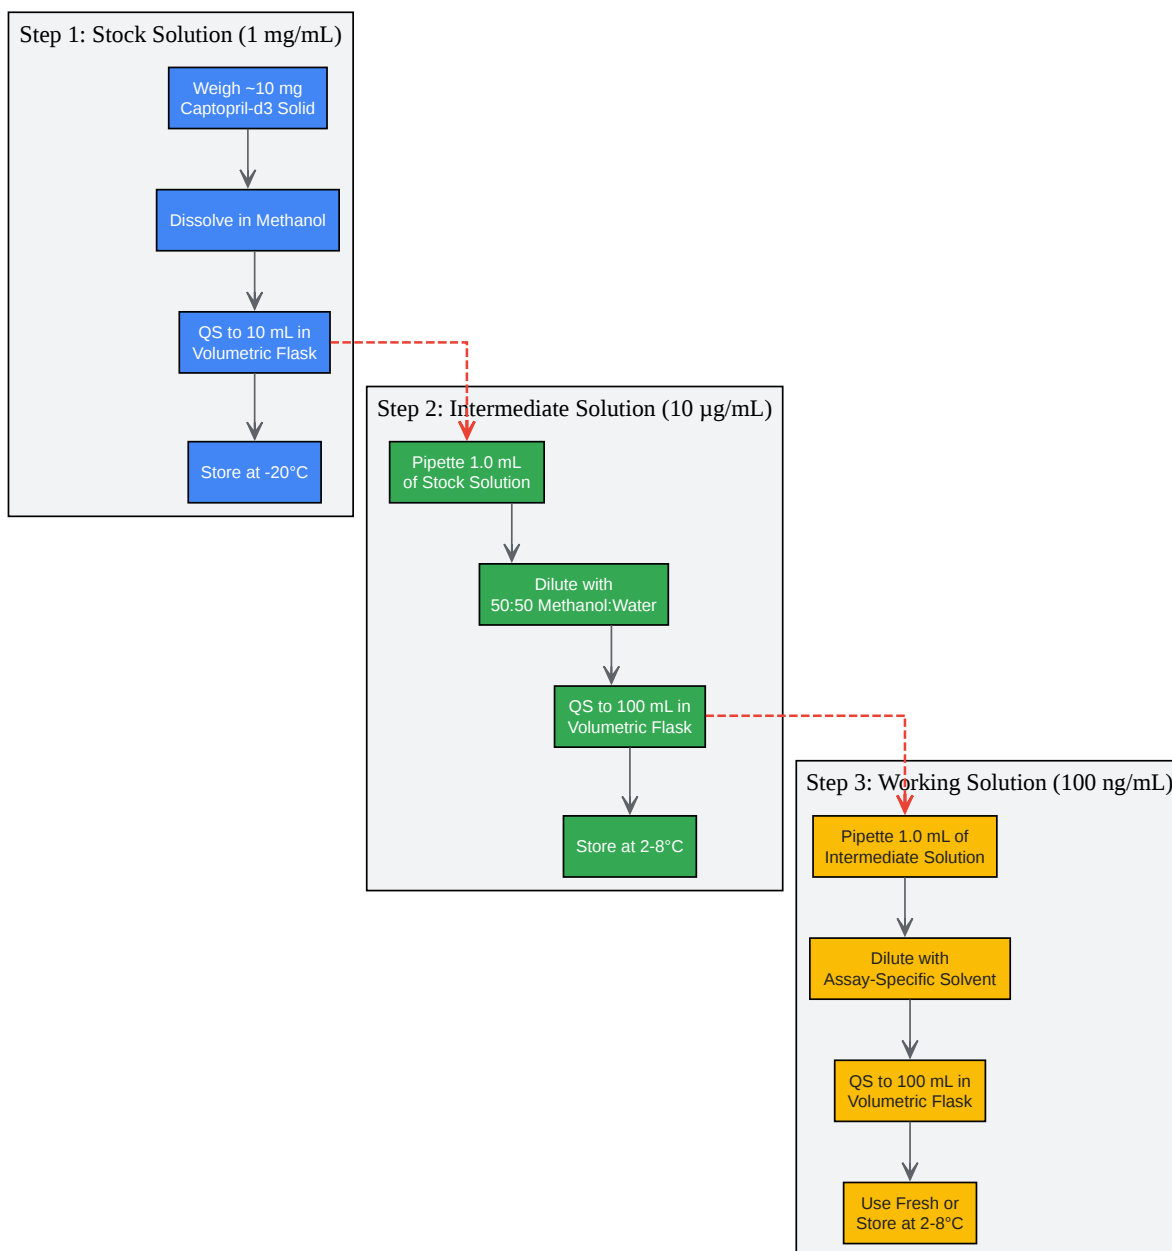 Step 1: Stock Solution (1 mg/mL)
Weigh ~10 mg
Captopril-d3 Solid
Dissolve in Methanol
QS to 10 mL in
Volumetric Flask
Store at -20°C
Step 2: Intermediate Solution (10 µg/mL)
Pipette 1.0 mL
of Stock Solution
Dilute with
50:50 Methanol:Water
QS to 100 mL in
Volumetric Flask
Store at 2-8°C
Step 3: Working Solution (100 ng/mL)
Pipette 1.0 mL of
Intermediate Solution
Dilute with
Assay-Specific Solvent
QS to 100 mL in
Volumetric Flask
Use Fresh or
Store at 2-8°C